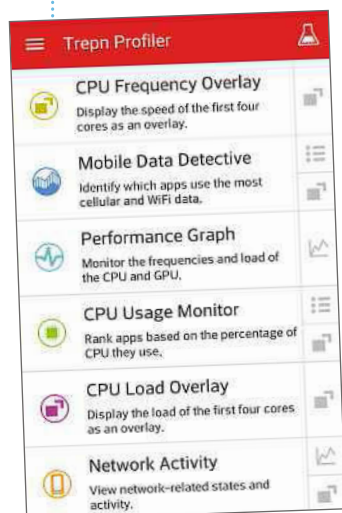 Trepn Profiler
CPU Frequency Overlay
Display the speed of the first four
cores as an overlay.
Mobile Data Detective
Identify which apps use the most
cellular and WiFi data.
Performance Graph
Monitor the frequencies and load of
the CPU and GPU.
CPU Usage Monitor
Rank apps based on the percentage of
CPU they use.
CPU Load Overlay
Display the load of the first four cores
as an overlay.
Network Activity
View network-related states and
activity.